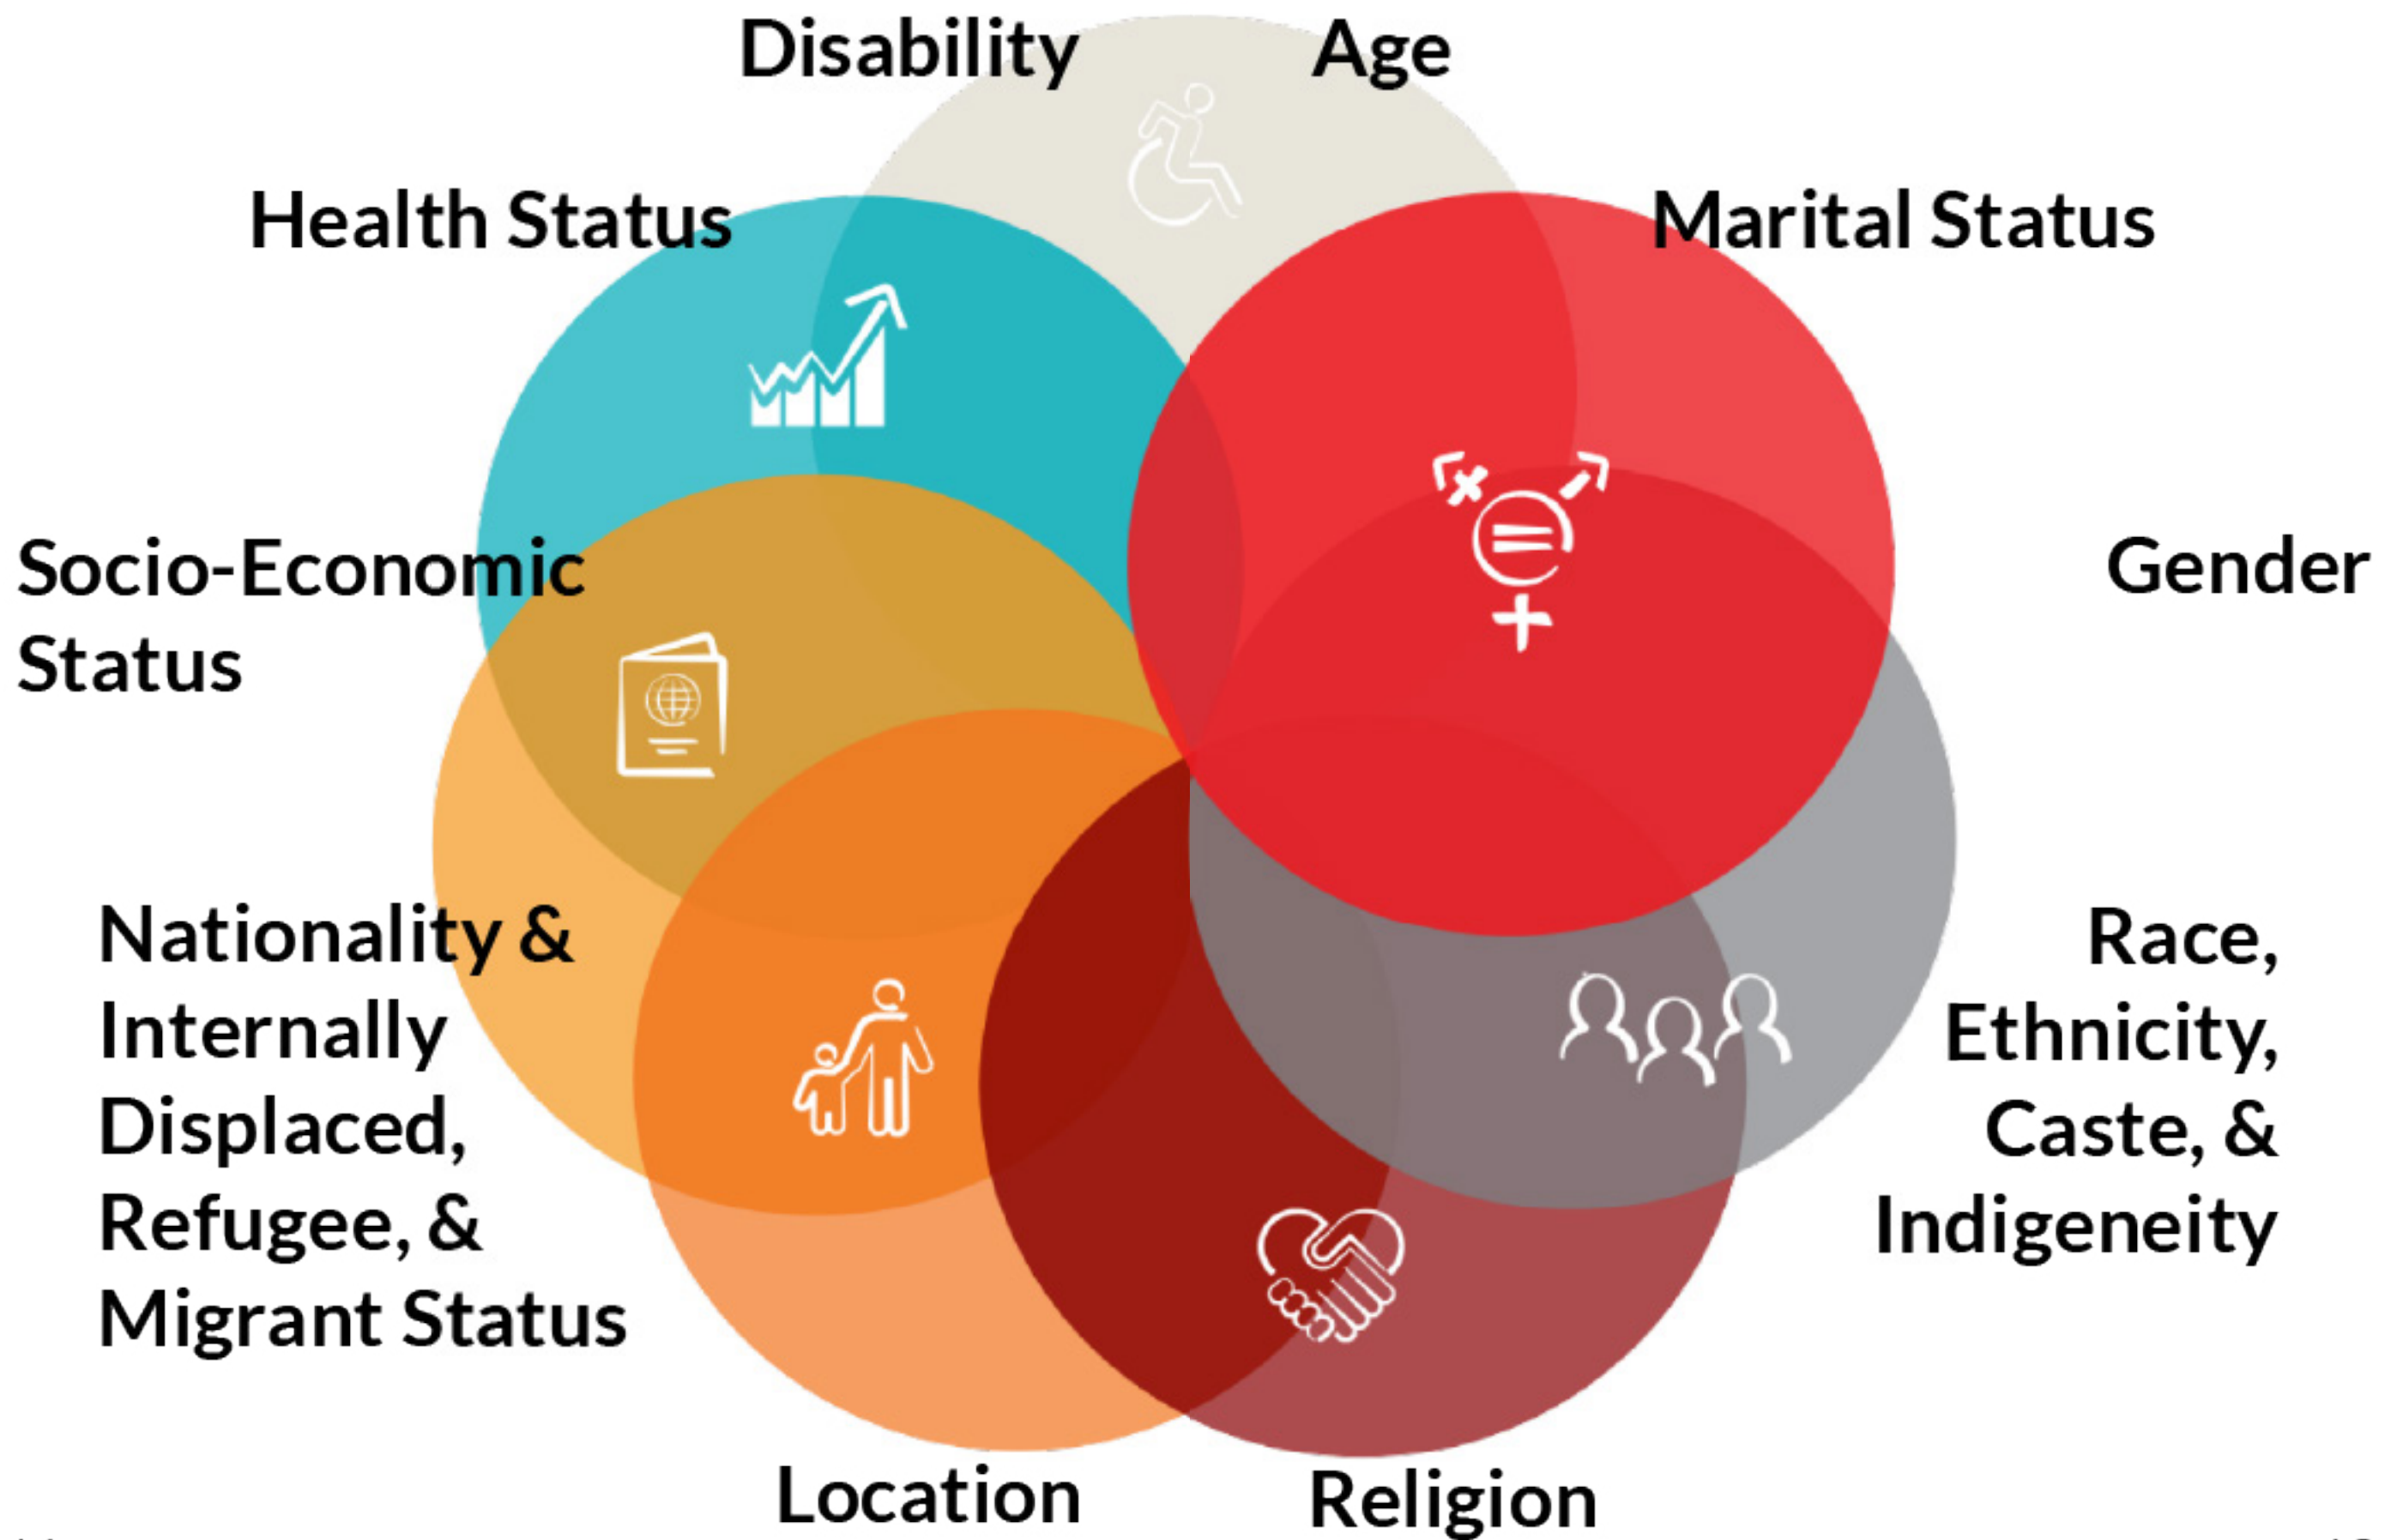 Disability
Age
Health Status
Marital Status
Socio-Economic
Status
Gender
Nationality &
Internally
Displaced,
Refugee, &
Migrant Status
Race,
Ethnicity,
Caste, &
Indigeneity
Location
Religion